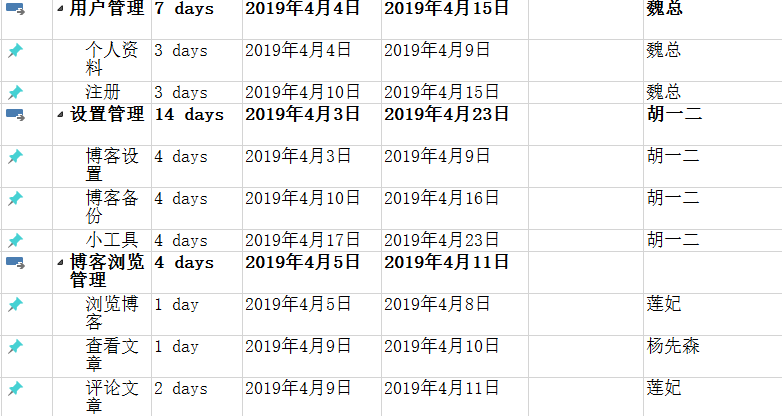 用户管理 7 days 2019年4月4日 2019年4月15日 魏总
个人资 3 days 2019年4月4日 2019年4月9日 魏总
料
注册 3 days 2019年4月10日 2019年4月15日 魏总
设置管理 14 days 2019年4月3日 2019年4月23日 胡一二
博客设 4 days 2019年4月3日 2019年4月9日 胡一二
置
博客备 4 days 2019年4月10日 2019年4月16日 胡一二
份
小工具 4 days 2019年4月17日 2019年4月23日 胡一二
博客浏览 4 days 2019年4月5日 2019年4月11日
管理
浏览博 1 day 2019年4月5日 2019年4月8日 莲妃
客
查看文 1 day 2019年4月9日 2019年4月10日 杨先森
章
评论文 2 days 2019年4月9日 2019年4月11日 莲妃
章